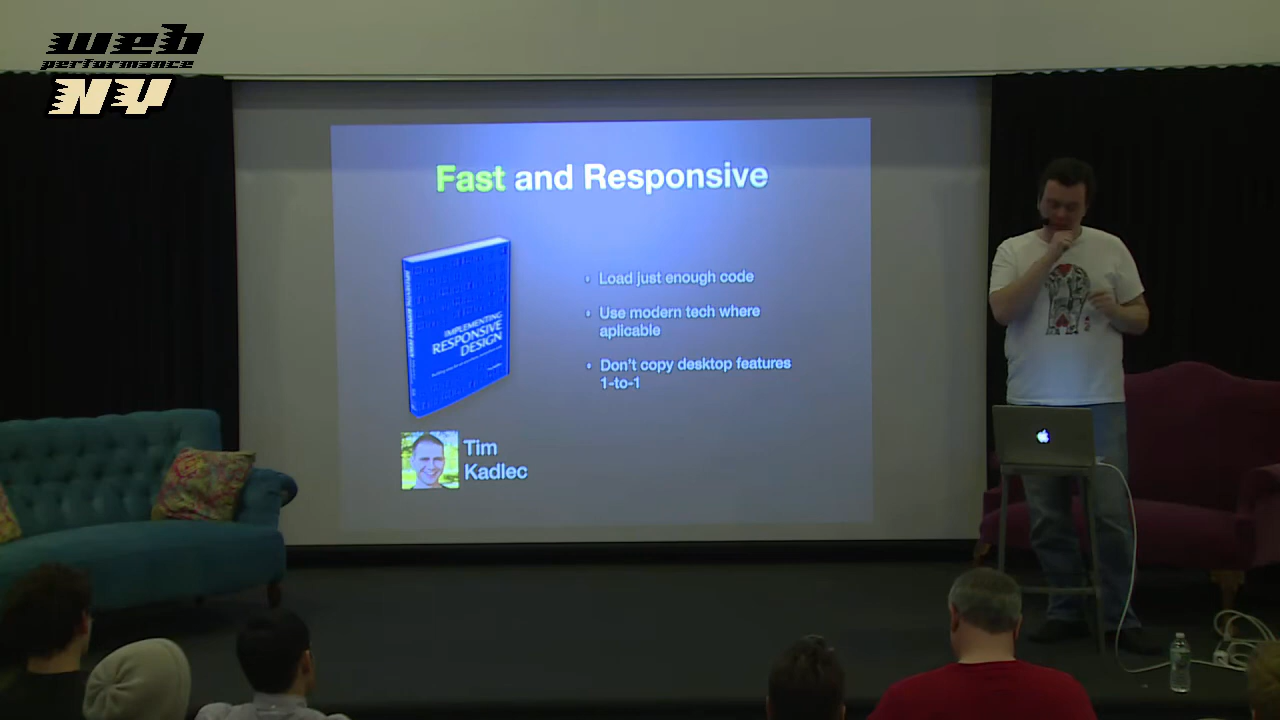 web
performance
NY
Fast and Responsive
IMPLEMENTING
RESPONSIVE
DESIGN
Tim
Kadlec
• Load just enough code
• Use modern tech where
aplicable
• Don't copy desktop features
1-to-1